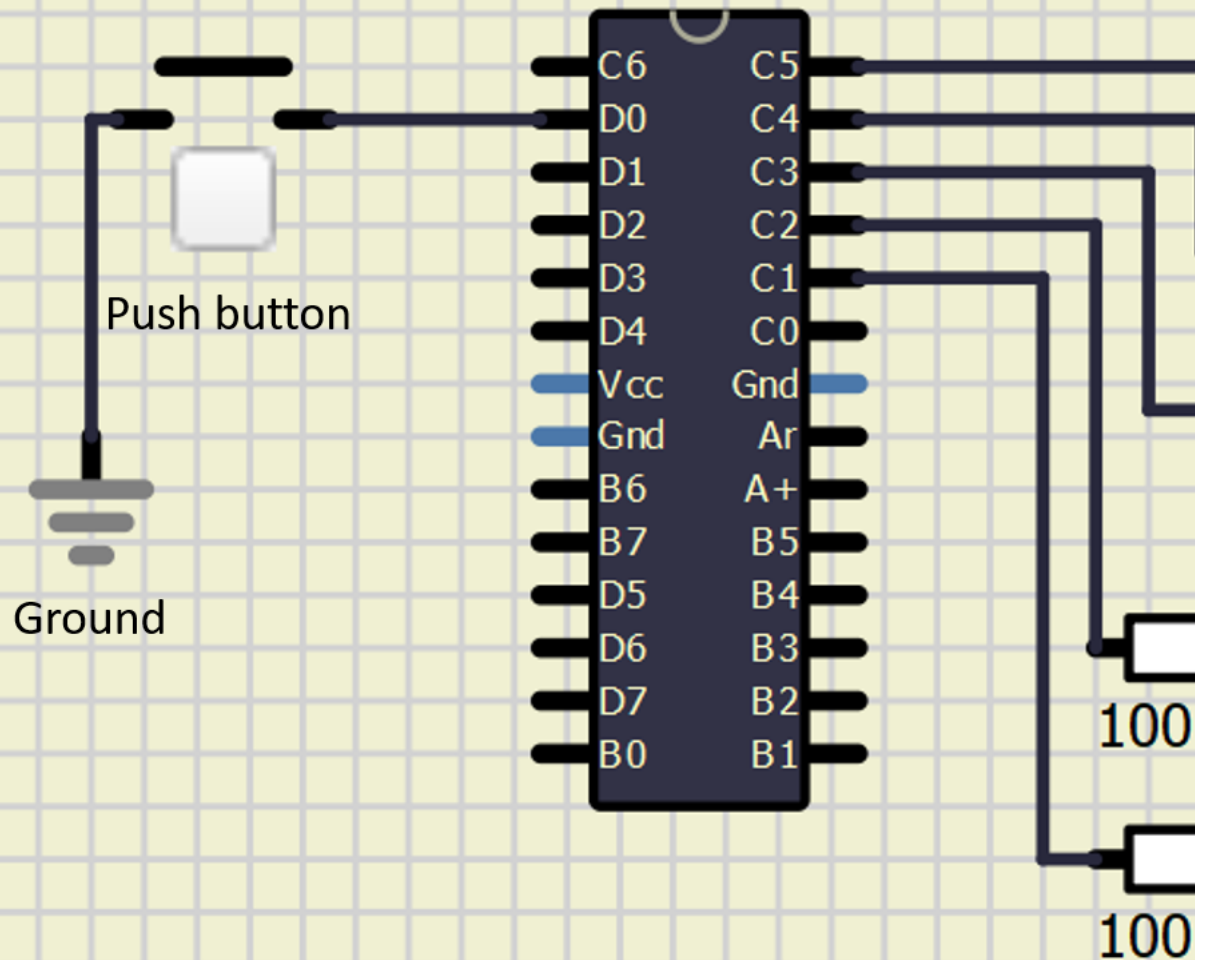 C6 C5
D0 C4
D1 C3
D2 C2
D3 C1
Push button
D4 C0
Vcc Gnd
Gnd Ar
B6 A+
B7 B5
D5 B4
Ground
D6 B3
D7 B2
100
B0 B1
100